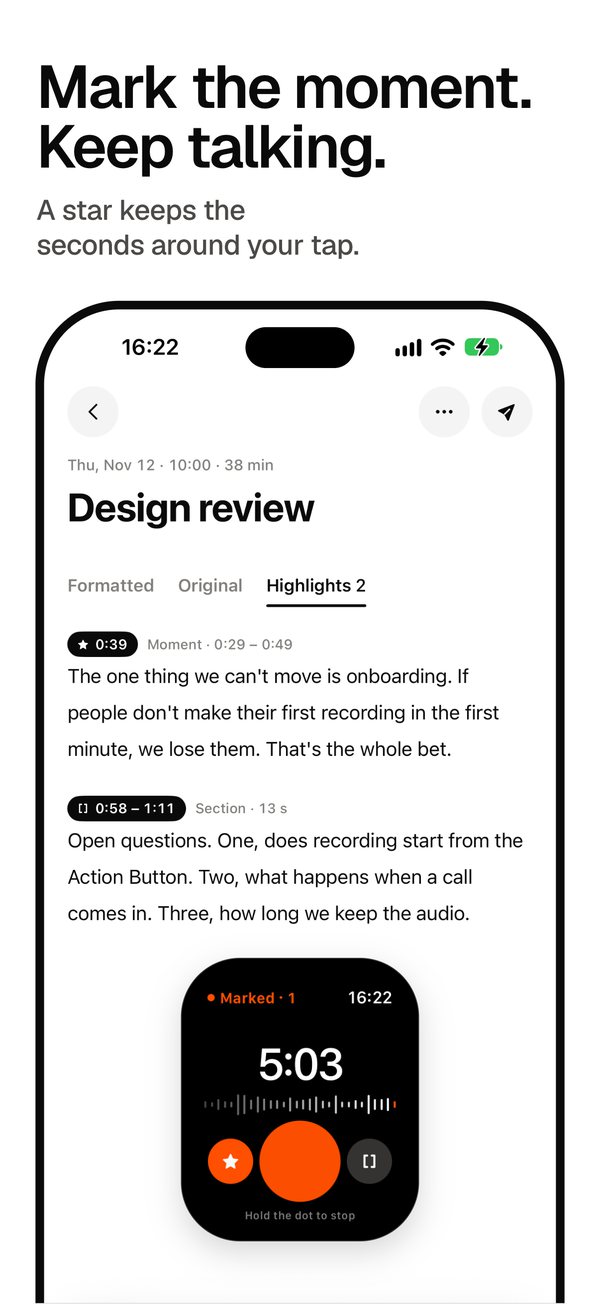 Mark the moment.
Keep talking.
A star keeps the
seconds around your tap.
16:22
Thu, Nov 12 · 10:00 · 38 min
Design review
Formatted Original Highlights 2
★ 0:39 Moment · 0:29 – 0:49
The one thing we can't move is onboarding. If
people don't make their first recording in the first
minute, we lose them. That's the whole bet.
[] 0:58 – 1:11 Section · 13 s
Open questions. One, does recording start from the
Action Button. Two, what happens when a call
comes in. Three, how long we keep the audio.
Marked · 1 16:22
5:03
Hold the dot to stop